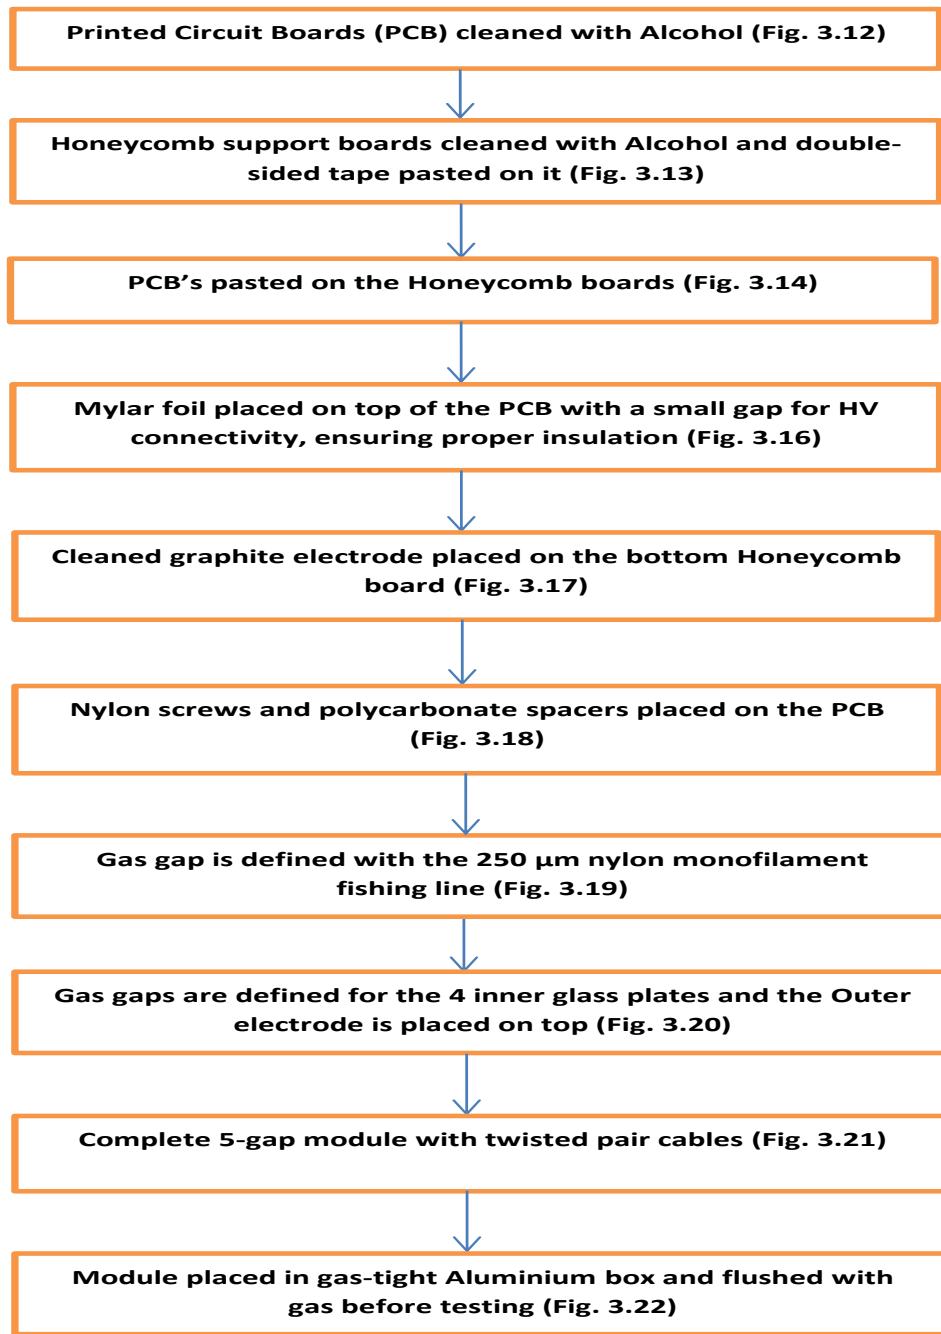 Printed Circuit Boards (PCB) cleaned with Alcohol (Fig. 3.12)
Honeycomb support boards cleaned with Alcohol and double-
sided tape pasted on it (Fig. 3.13)
PCB’s pasted on the Honeycomb boards (Fig. 3.14)
Mylar foil placed on top of the PCB with a small gap for HV
connectivity, ensuring proper insulation (Fig. 3.16)
Cleaned graphite electrode placed on the bottom Honeycomb
board (Fig. 3.17)
Nylon screws and polycarbonate spacers placed on the PCB
(Fig. 3.18)
Gas gap is defined with the 250 μm nylon monofilament
fishing line (Fig. 3.19)
Gas gaps are defined for the 4 inner glass plates and the Outer
electrode is placed on top (Fig. 3.20)
Complete 5-gap module with twisted pair cables (Fig. 3.21)
Module placed in gas-tight Aluminium box and flushed with
gas before testing (Fig. 3.22)